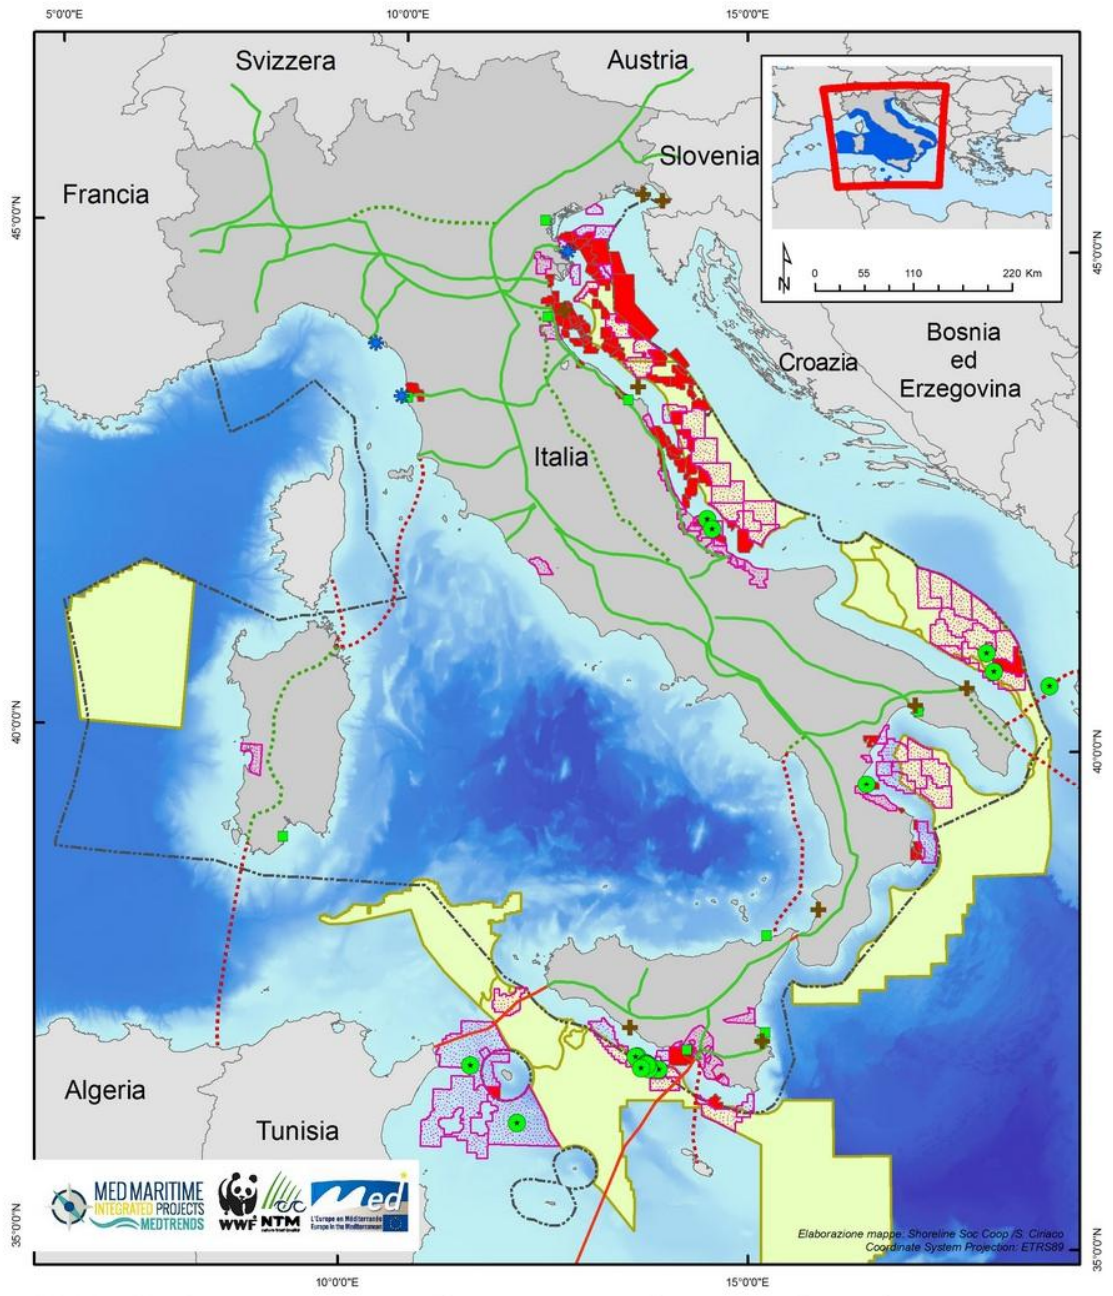 5°0'0"E
10°0'0"E
15°0'0"E
Svizzera
Austria
Slovenia
Francia
45°0'0"N
45°0'0"N
0 55 110 220 Km
Bosnia
ed
Erzegovina
Croazia
Italia
40°0'0"N
40°0'0"N
Algeria
Tunisia
MED MARITIME
INTEGRATED PROJECTS
MEDTRENDS
WWF
NTM
Med
L'Europe en Méditerranée
Europe in the Mediterranean
Elaborazione mappe: Shoreline Soc Coop /S. Ciriaco
Coordinate System Projection: ETRS89
35°0'0"N
35°0'0"N
10°0'0"E
15°0'0"E